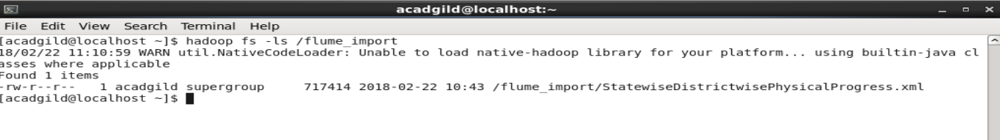 acadgild@localhost:~
File Edit View Search Terminal Help
[acadgild@localhost ~]$ hadoop fs -ls /flume_import
18/02/22 11:10:59 WARN util.NativeCodeLoader: Unable to load native-hadoop library for your platform... using builtin-java cl
asses where applicable
Found 1 items
-rw-r--r--   1 acadgild supergroup     717414 2018-02-22 10:43 /flume_import/StatewiseDistrictwisePhysicalProgress.xml
[acadgild@localhost ~]$